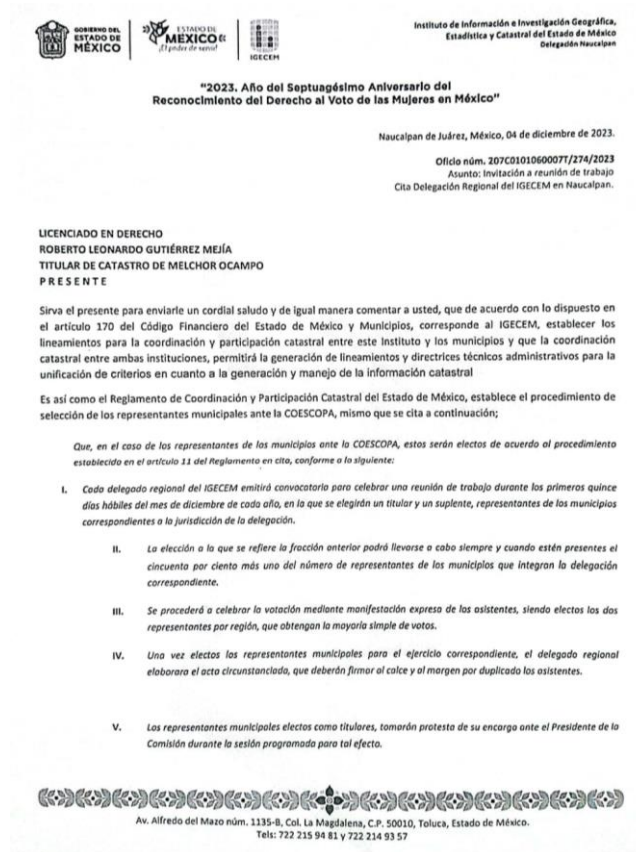 GOBIERNO DEL
ESTADO DE
MÉXICO
ESTADO DE
MÉXICO
¡El poder de servir!
IGECEM
Instituto de Información e Investigación Geográfica,
Estadística y Catastral del Estado de México
Delegación Naucalpan
"2023. Año del Septuagésimo Aniversario del
Reconocimiento del Derecho al Voto de las Mujeres en México"
Naucalpan de Juárez, México, 04 de diciembre de 2023.
Oficio núm. 207C0101060007T/274/2023
Asunto: Invitación a reunión de trabajo
Cita Delegación Regional del IGECEM en Naucalpan.
LICENCIADO EN DERECHO
ROBERTO LEONARDO GUTIÉRREZ MEJÍA
TITULAR DE CATASTRO DE MELCHOR OCAMPO
P R E S E N T E
Sirva el presente para enviarle un cordial saludo y de igual manera comentar a usted, que de acuerdo con lo dispuesto en
el artículo 170 del Código Financiero del Estado de México y Municipios, corresponde al IGECEM, establecer los
lineamientos para la coordinación y participación catastral entre este Instituto y los municipios y que la coordinación
catastral entre ambas instituciones, permitirá la generación de lineamientos y directrices técnicos administrativos para la
unificación de criterios en cuanto a la generación y manejo de la información catastral
Es así como el Reglamento de Coordinación y Participación Catastral del Estado de México, establece el procedimiento de
selección de los representantes municipales ante la COESCOPA, mismo que se cita a continuación;
Que, en el caso de los representantes de los municipios ante la COESCOPA, estos serán electos de acuerdo al procedimiento
establecido en el artículo 11 del Reglamento en cita, conforme a lo siguiente:
I. Cada delegado regional del IGECEM emitirá convocatoria para celebrar una reunión de trabajo durante los primeros quince
días hábiles del mes de diciembre de cada año, en la que se elegirán un titular y un suplente, representantes de los municipios
correspondientes a la jurisdicción de la delegación.
II. La elección a la que se refiere la fracción anterior podrá llevarse a cabo siempre y cuando estén presentes el
cincuenta por ciento más uno del número de representantes de los municipios que integran la delegación
correspondiente.
III. Se procederá a celebrar la votación mediante manifestación expresa de los asistentes, siendo electos los dos
representantes por región, que obtengan la mayoría simple de votos.
IV. Una vez electos los representantes municipales para el ejercicio correspondiente, el delegado regional
elaborara el acta circunstanciada, que deberán firmar al calce y al margen por duplicado los asistentes.
V. Los representantes municipales electos como titulares, tomarán protesta de su encargo ante el Presidente de la
Comisión durante la sesión programada para tal efecto.
Av. Alfredo del Mazo núm. 1135-B, Col. La Magdalena, C.P. 50010, Toluca, Estado de México.
Tels: 722 215 94 81 y 722 214 93 57